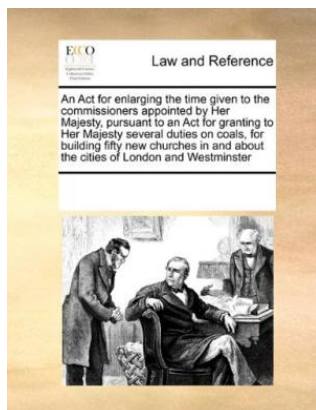 ECCO
Law and Reference
An Act for enlarging the time given to the
commissioners appointed by Her
Majesty, pursuant to an Act for granting to
Her Majesty several duties on coals, for
building fifty new churches in and about
the cities of London and Westminster